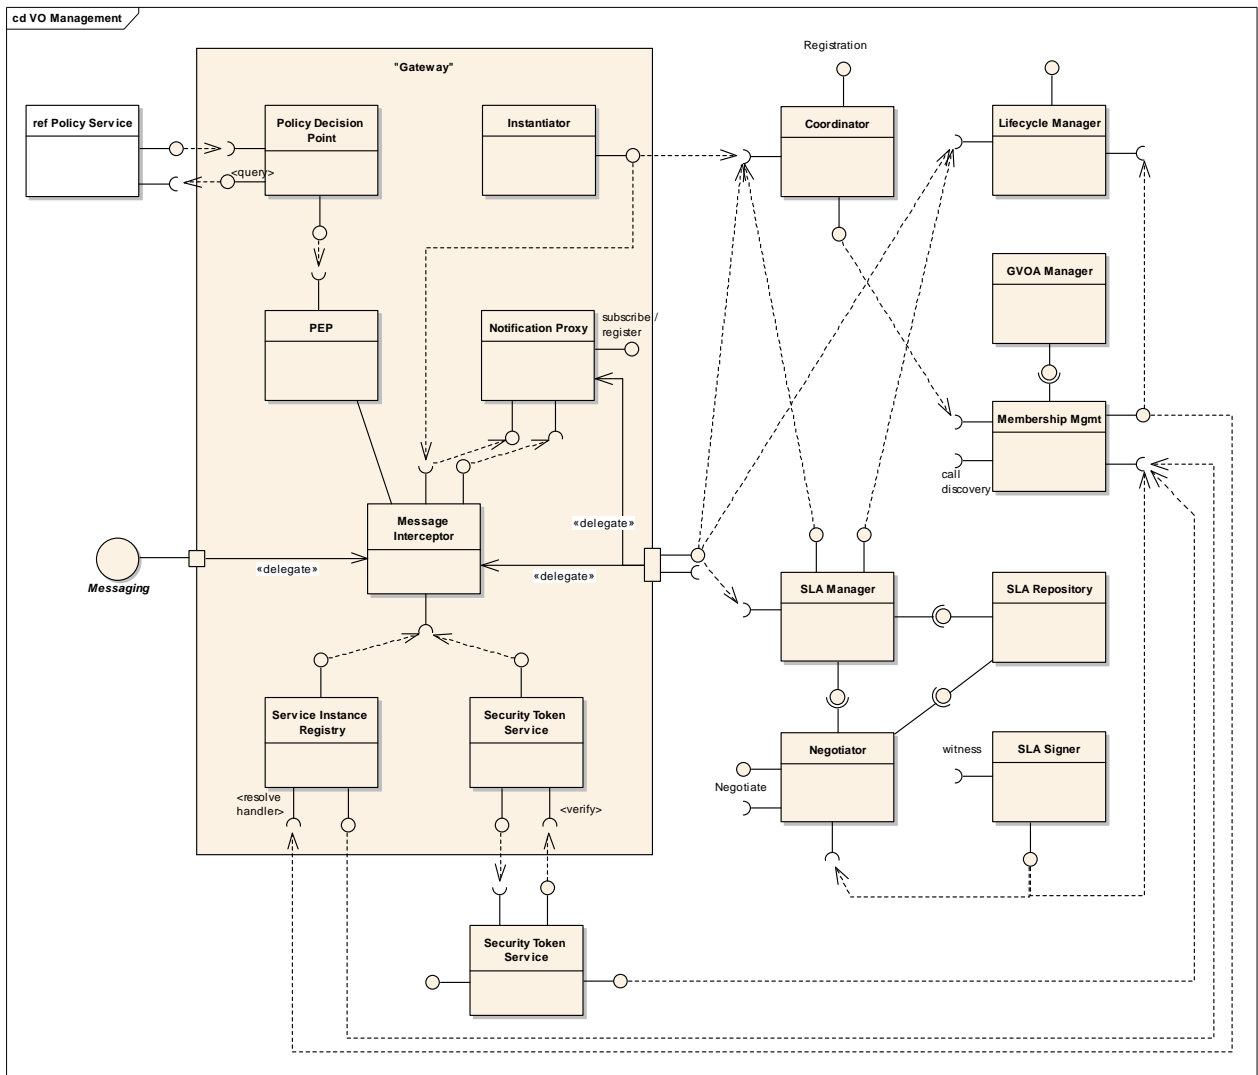 cd VO Management
"Gateway"
Registration
ref Policy Service
Policy Decision
Point
Instantiator
Coordinator
Lifecycle Manager
<query>
GVOA Manager
PEP
Notification Proxy
subscribe /
register
Membership Mgmt
call
discovery
Message
Interceptor
«delegate»
«delegate»
«delegate»
Messaging
SLA Manager
SLA Repository
Service Instance
Registry
Security Token
Service
Negotiator
witness
SLA Signer
Negotiate
<resolve
handler>
<verify>
Security Token
Service